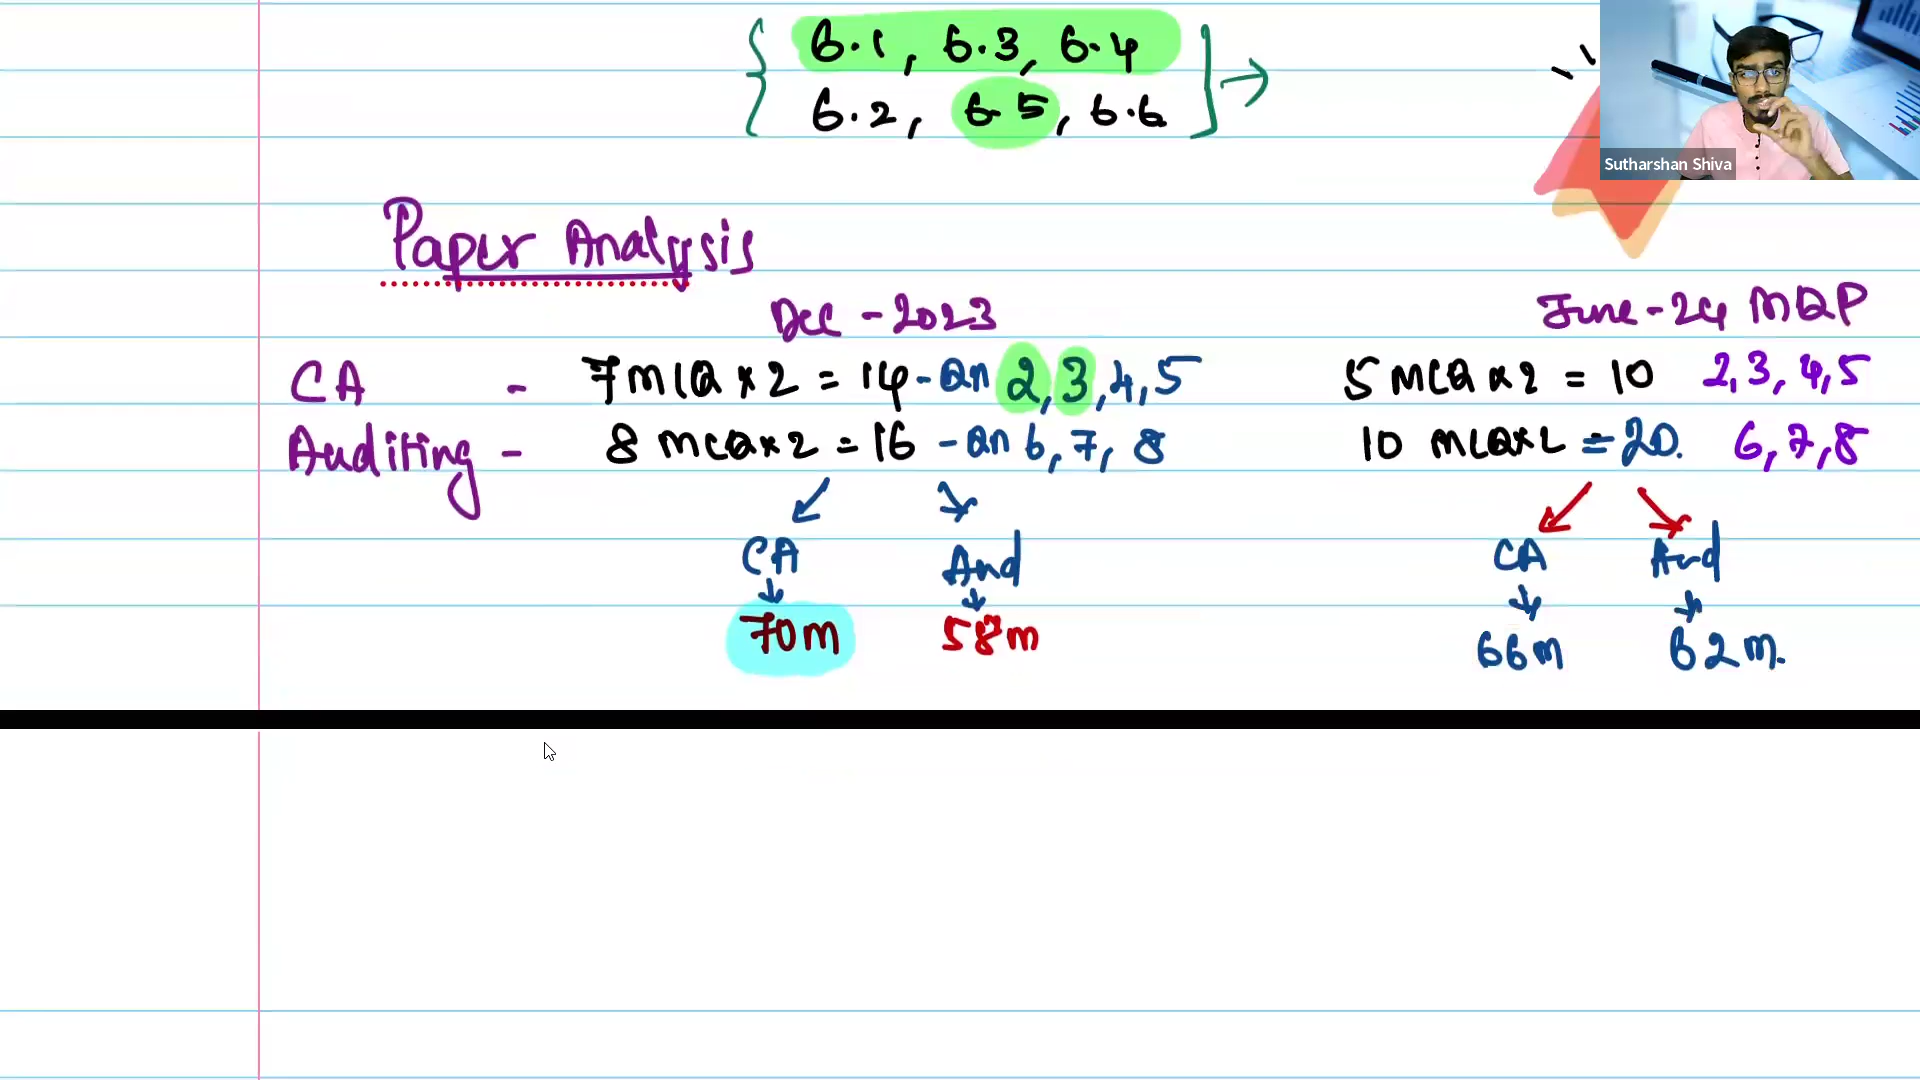 6.1, 6.3, 6.4
6.2, 6.5, 6.6
Sutharshan Shiva
Paper Analysis
Dec - 2023
June - 24 MQP
CA - 7 MCQ x 2 = 14 - Qn 2, 3, 4, 5
5 MCQ x 2 = 10 2, 3, 4, 5
Auditing - 8 MCQ x 2 = 16 - Qn 6, 7, 8
10 MCQ x 2 = 20. 6, 7, 8
CA Aud
CA Aud
70m 58m
66m 62m.